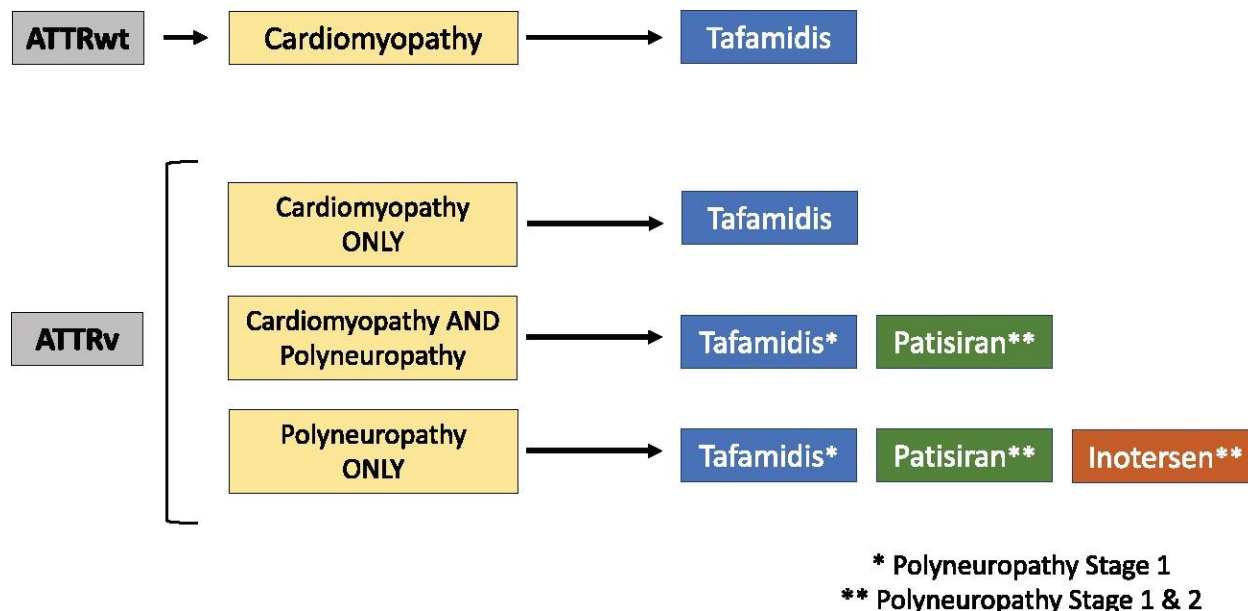 ATTRwt
Cardiomyopathy
Tafamidis
Cardiomyopathy
ONLY
Tafamidis
ATTRv
Cardiomyopathy AND
Polyneuropathy
Tafamidis*
Patisiran**
Polyneuropathy
ONLY
Tafamidis*
Patisiran**
Inotersen**
* Polyneuropathy Stage 1
** Polyneuropathy Stage 1 & 2